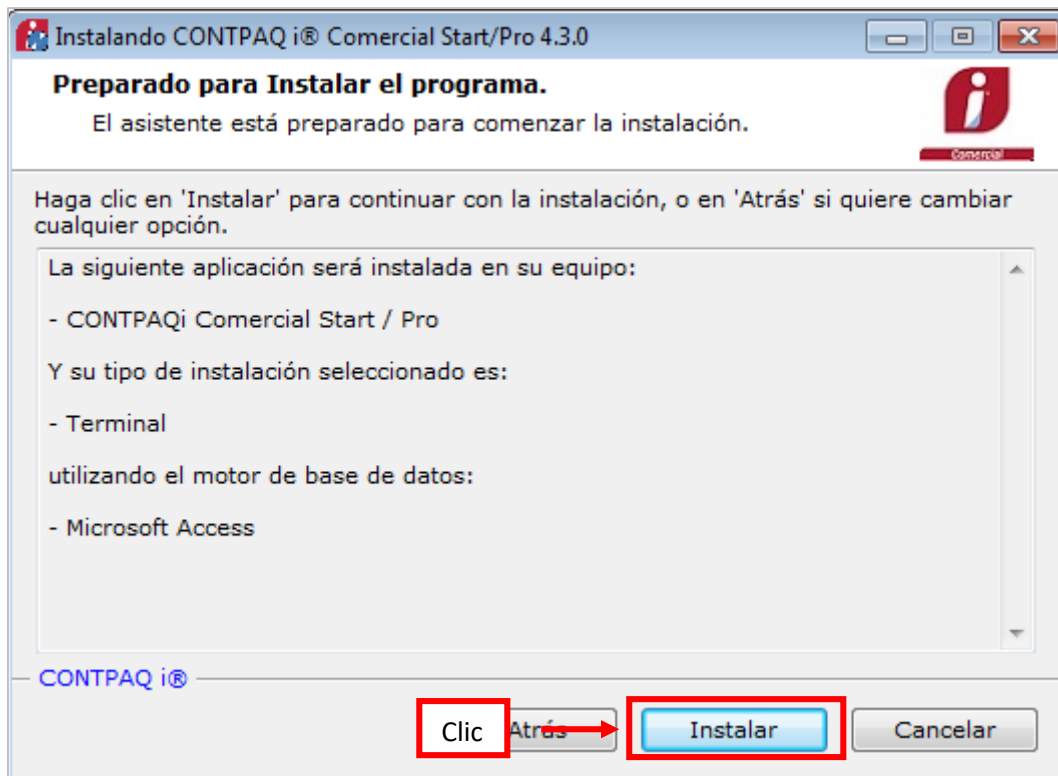 Instalando CONTPAQ i® Comercial Start/Pro 4.3.0
Preparado para Instalar el programa.
El asistente está preparado para comenzar la instalación.
Comercial
Haga clic en 'Instalar' para continuar con la instalación, o en 'Atrás' si quiere cambiar
cualquier opción.
La siguiente aplicación será instalada en su equipo:
- CONTPAQi Comercial Start / Pro
Y su tipo de instalación seleccionado es:
- Terminal
utilizando el motor de base de datos:
- Microsoft Access
CONTPAQ i®
Clic Atrás Instalar Cancelar